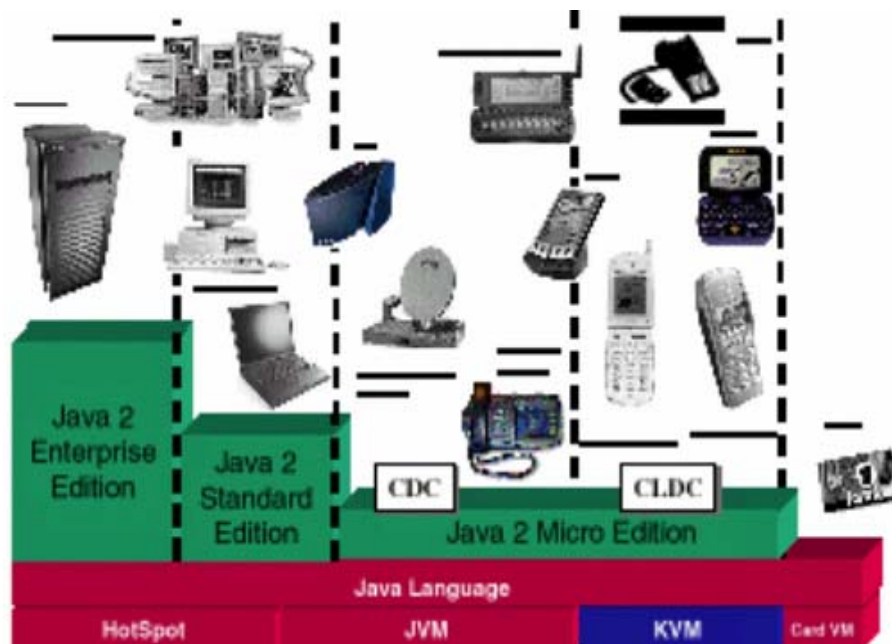 Java 2
Enterprise
Edition
Java 2
Standard
Edition
CDC
CLDC
Java 2 Micro Edition
Java Language
HotSpot
JVM
KVM
Card VM